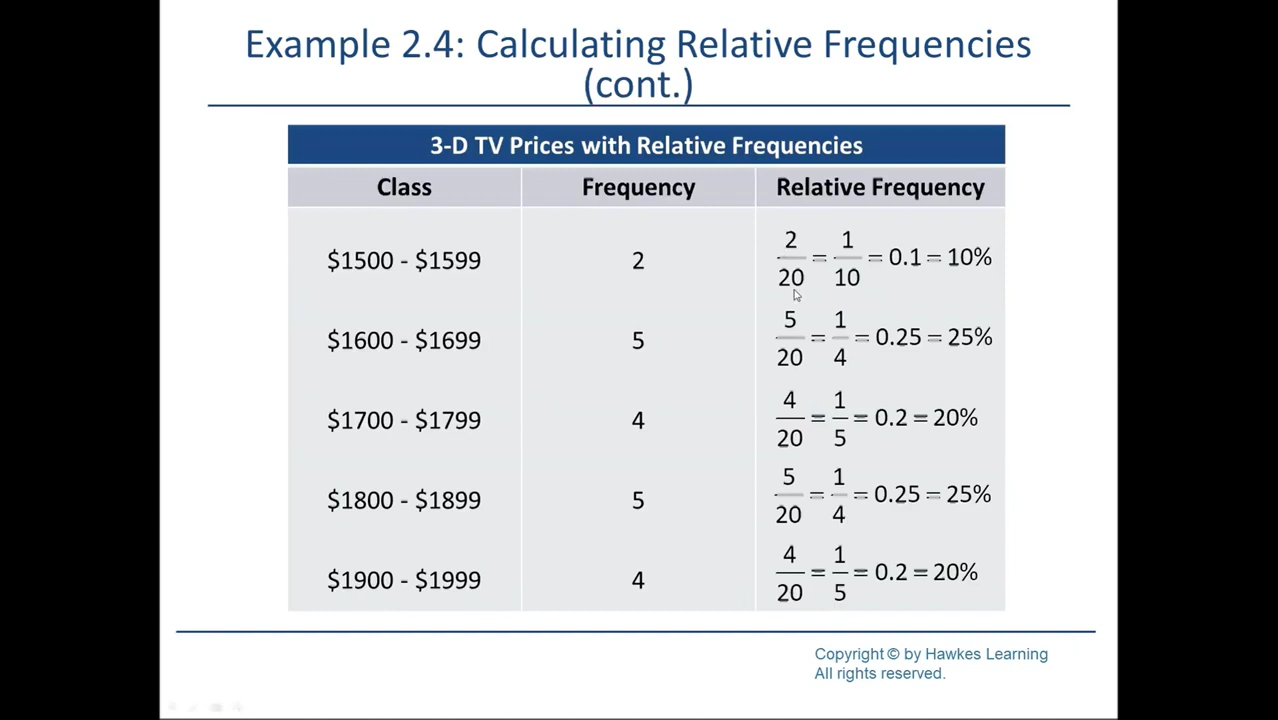 Example 2.4: Calculating Relative Frequencies
(cont.)
3-D TV Prices with Relative Frequencies
Class Frequency Relative Frequency
$1500 - $1599 2 2/20 = 1/10 = 0.1 = 10%
$1600 - $1699 5 5/20 = 1/4 = 0.25 = 25%
$1700 - $1799 4 4/20 = 1/5 = 0.2 = 20%
$1800 - $1899 5 5/20 = 1/4 = 0.25 = 25%
$1900 - $1999 4 4/20 = 1/5 = 0.2 = 20%
Copyright © by Hawkes Learning
All rights reserved.